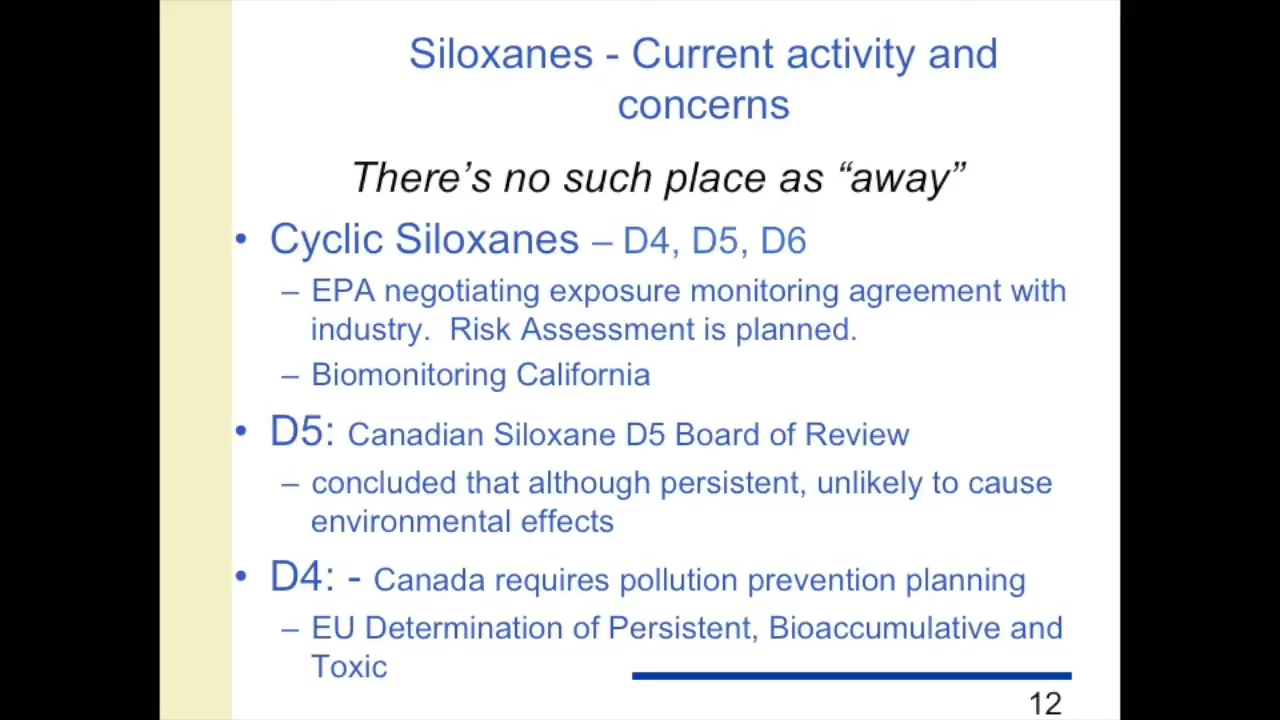 Siloxanes - Current activity and
concerns
There's no such place as “away”
• Cyclic Siloxanes – D4, D5, D6
– EPA negotiating exposure monitoring agreement with
industry.  Risk Assessment is planned.
– Biomonitoring California
• D5: Canadian Siloxane D5 Board of Review
– concluded that although persistent, unlikely to cause
environmental effects
• D4: - Canada requires pollution prevention planning
– EU Determination of Persistent, Bioaccumulative and
Toxic
12